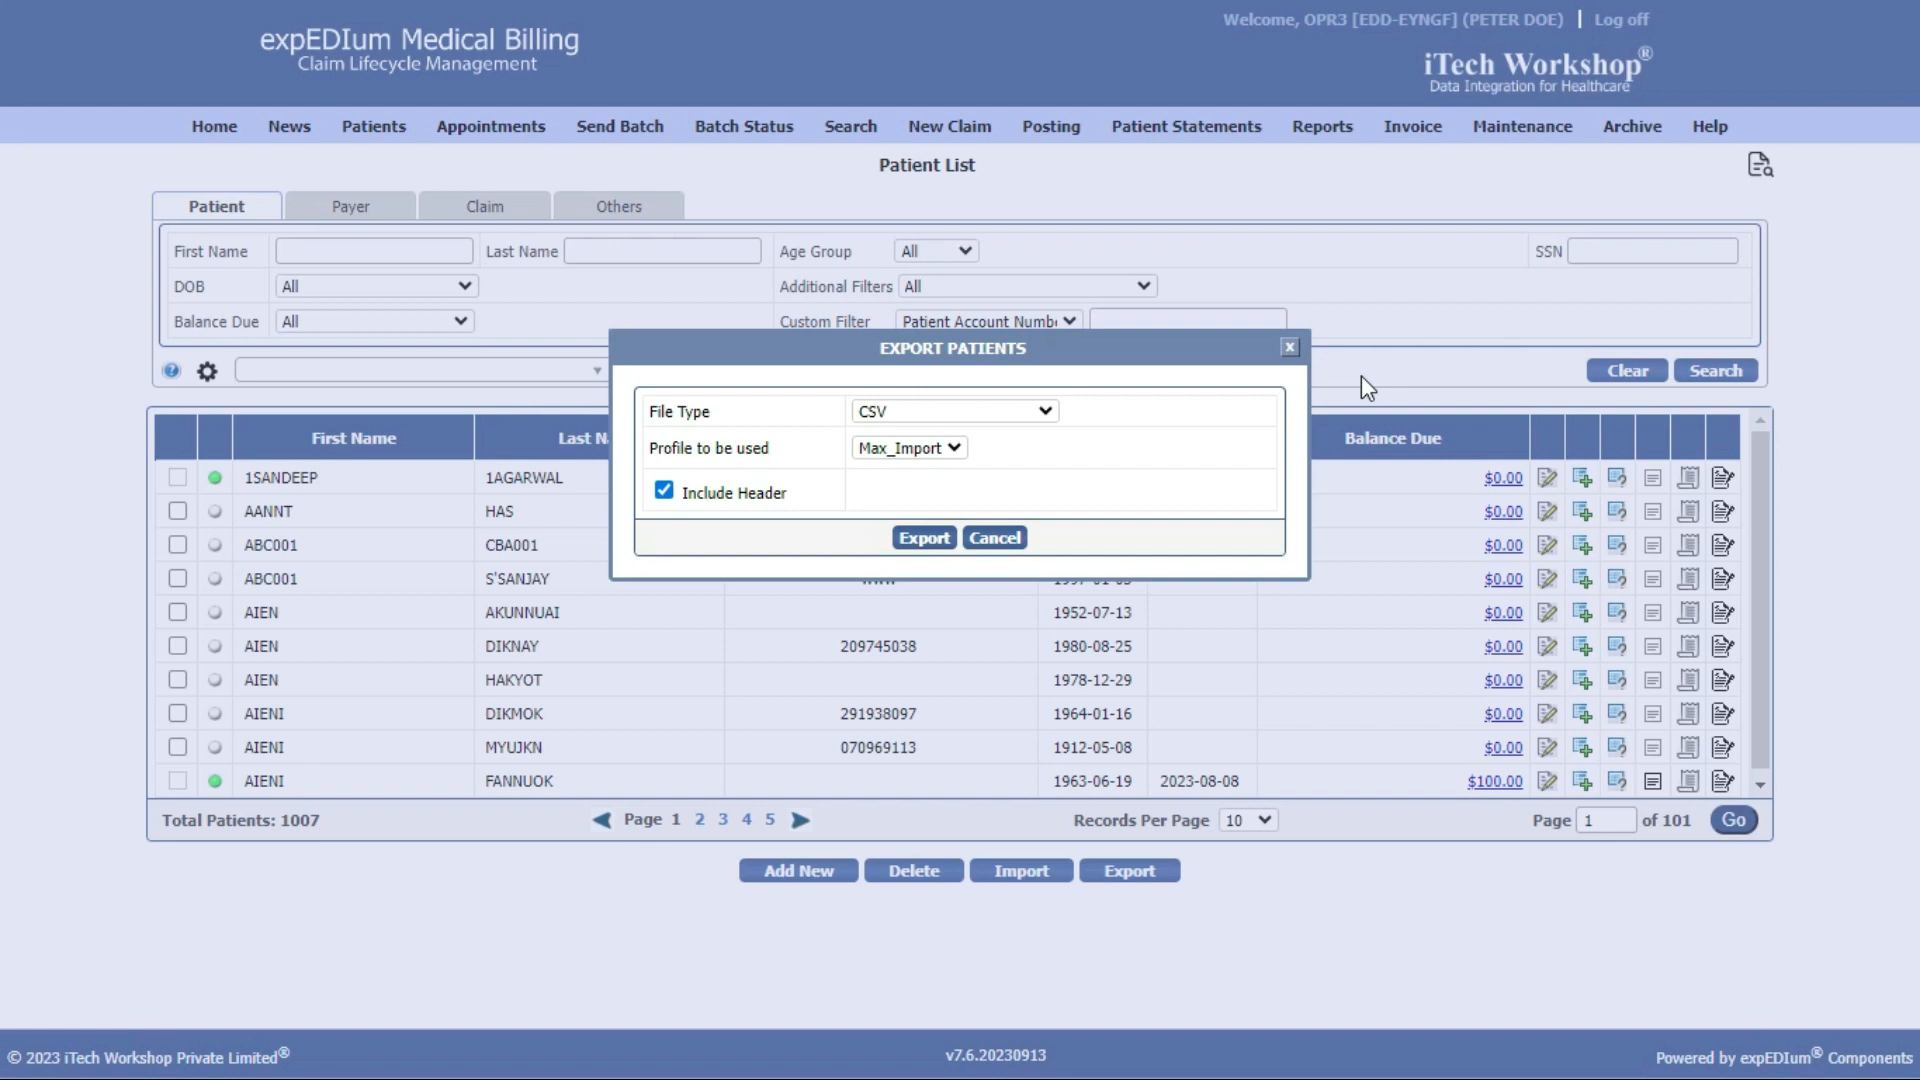 expEDIum Medical Billing
Claim Lifecycle Management
Welcome, OPR3 [EDD-EYNGF] (PETER DOE) | Log off
iTech Workshop®
Data Integration for Healthcare
Home News Patients Appointments Send Batch Batch Status Search New Claim Posting Patient Statements Reports Invoice Maintenance Archive Help
Patient List
Patient Payer Claim Others
First Name Last Name Age Group All SSN
DOB All Additional Filters All
Balance Due All Custom Filter Patient Account Numb
EXPORT PATIENTS x
Clear Search
File Type CSV
Profile to be used Max_Import
Include Header
Export Cancel
First Name Last N Balance Due
1SANDEEP 1AGARWAL $0.00
AANNT HAS $0.00
ABC001 CBA001 $0.00
ABC001 S'SANJAY $0.00
AIEN AKUNNUAI 1952-07-13 $0.00
AIEN DIKNAY 209745038 1980-08-25 $0.00
AIEN HAKYOT 1978-12-29 $0.00
AIENI DIKMOK 291938097 1964-01-16 $0.00
AIENI MYUJKN 070969113 1912-05-08 $0.00
AIENI FANNUOK 1963-06-19 2023-08-08 $100.00
Total Patients: 1007 Page 1 2 3 4 5 Records Per Page 10 Page 1 of 101 Go
Add New Delete Import Export
© 2023 iTech Workshop Private Limited® v7.6.20230913 Powered by expEDIum® Components